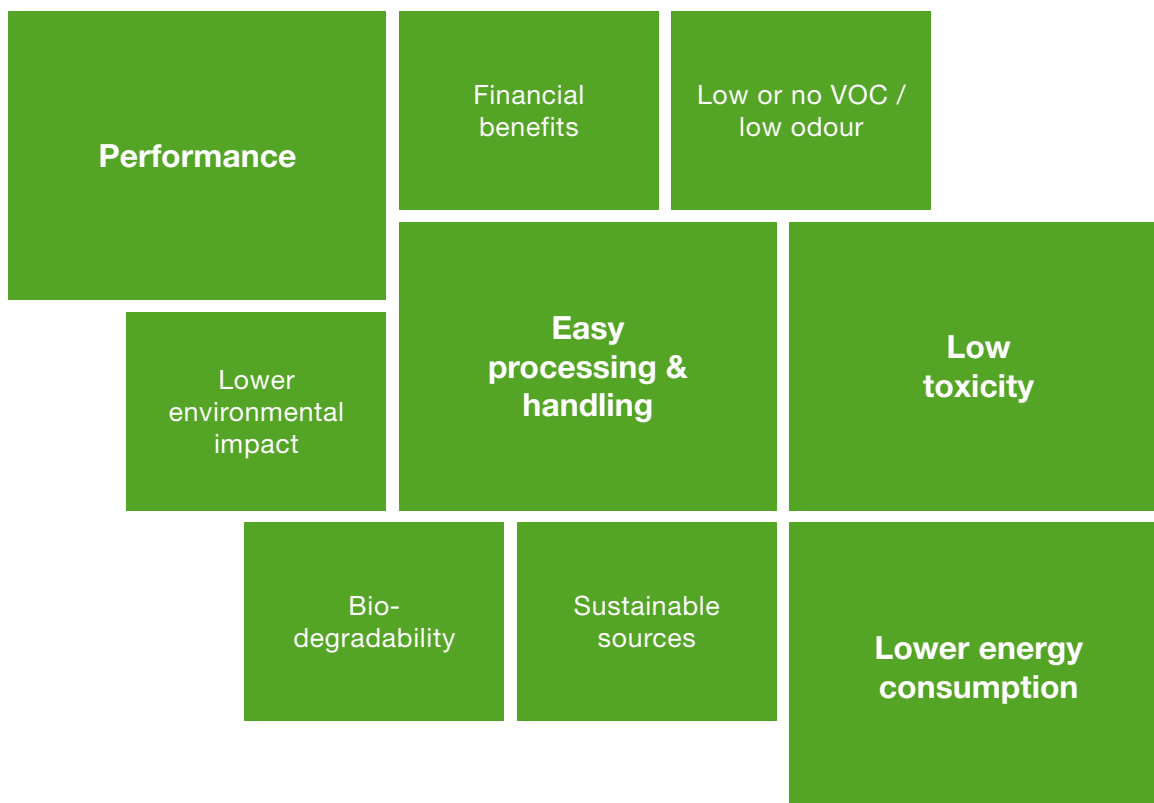 Performance
Financial
benefits
Low or no VOC /
low odour
Easy
processing &
handling
Low
toxicity
Lower
environmental
impact
Bio-
degradability
Sustainable
sources
Lower energy
consumption